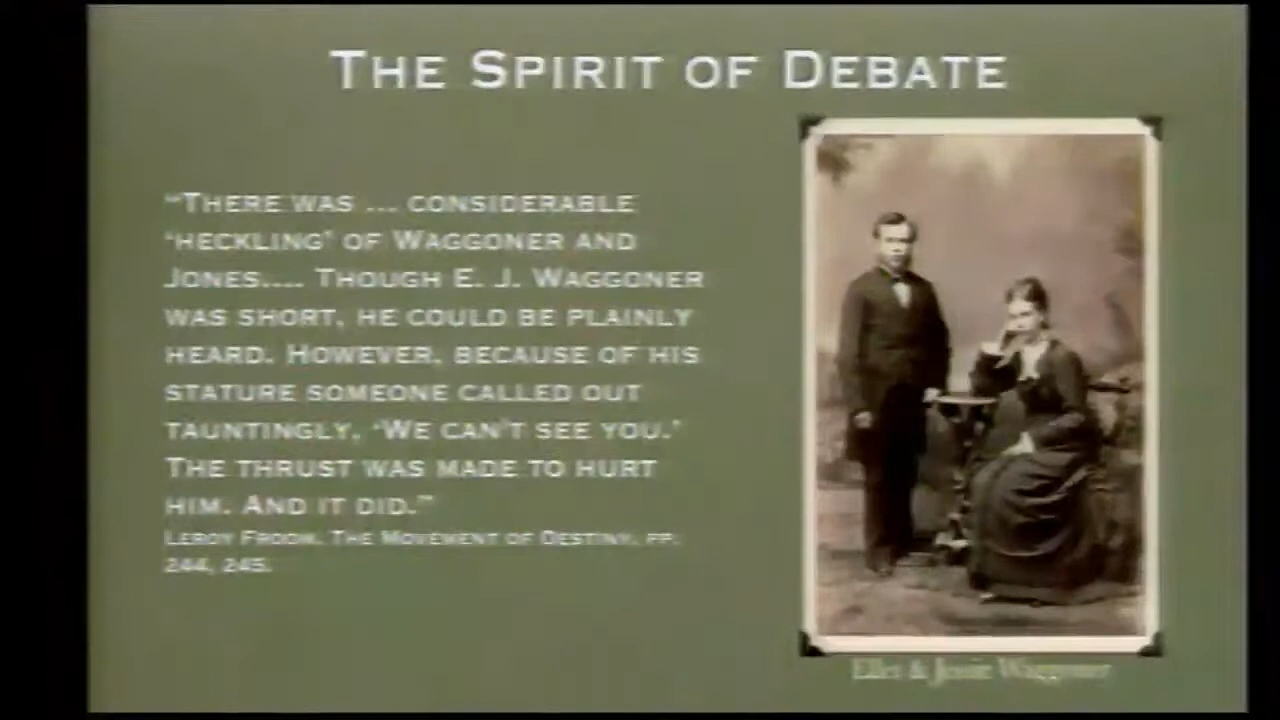 THE SPIRIT OF DEBATE
“THERE WAS ... CONSIDERABLE
‘HECKLING’ OF WAGGONER AND
JONES.... THOUGH E. J. WAGGONER
WAS SHORT, HE COULD BE PLAINLY
HEARD. HOWEVER, BECAUSE OF HIS
STATURE SOMEONE CALLED OUT
TAUNTINGLY, ‘WE CAN’T SEE YOU.’
THE THRUST WAS MADE TO HURT
HIM. AND IT DID.”
LEROY FROOM, THE MOVEMENT OF DESTINY, PP.
244, 245.
Ellet & Jessie Waggoner